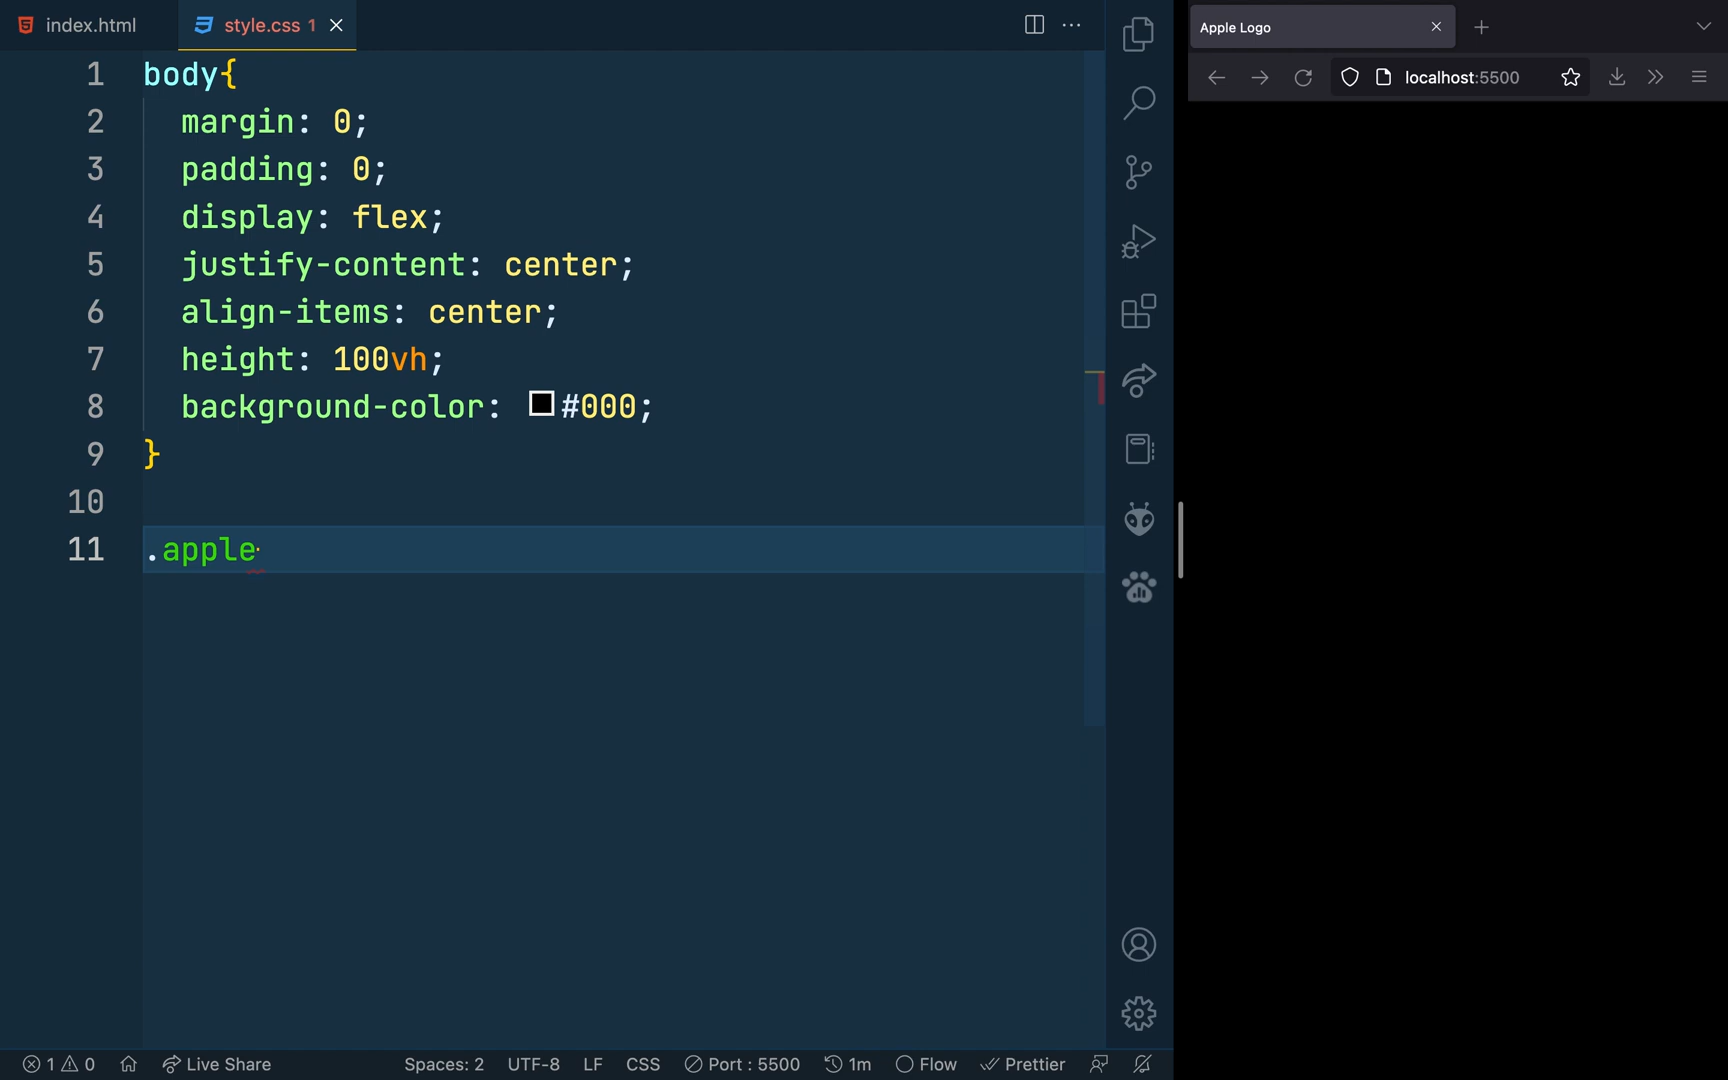 index.html
style.css 1
Apple Logo
localhost:5500
1 body{
2 margin: 0;
3 padding: 0;
4 display: flex;
5 justify-content: center;
6 align-items: center;
7 height: 100vh;
8 background-color: #000;
9 }
10
11 .apple
1 0 Live Share Spaces: 2 UTF-8 LF CSS Port : 5500 1m Flow Prettier